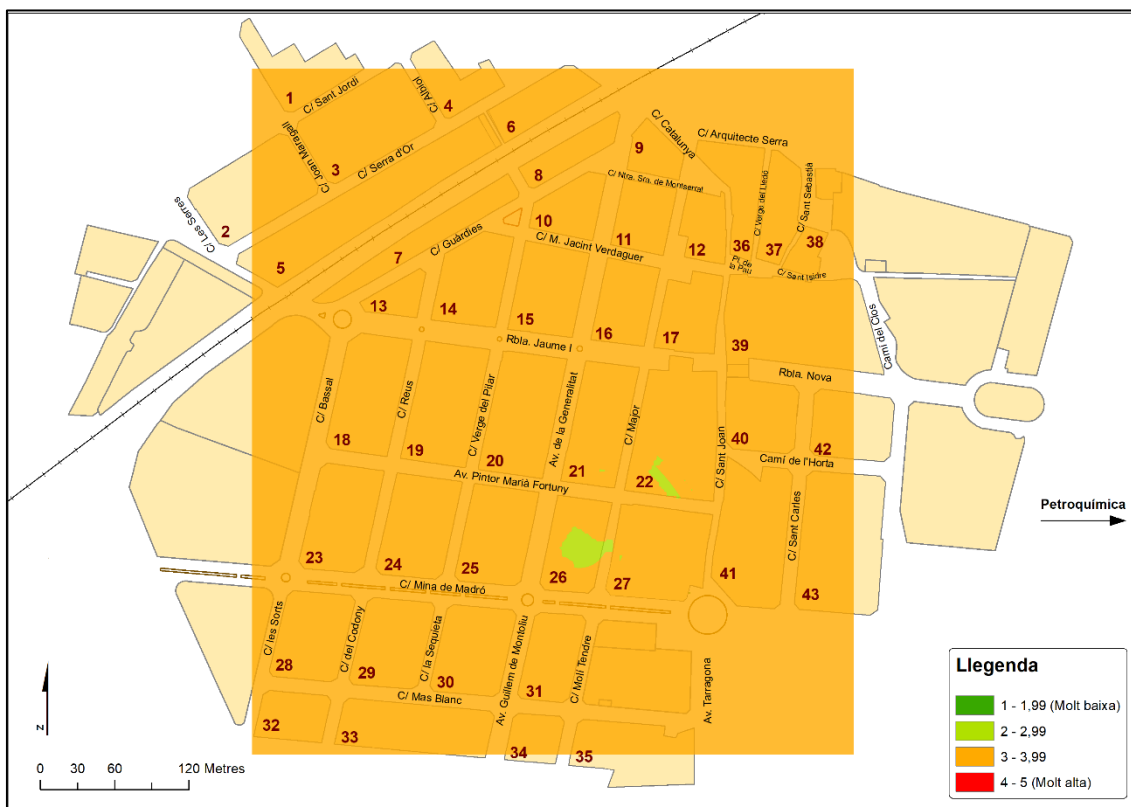 1
C/ Sant Jordi
C/ Albiol
4
6
C/ Joan Maragall
3
C/ Serra d'Or
9
C/ Catalunya
C/ Arquitecte Serra
8
C/ Ntra. Sra. de Montserrat
C/ Verge del Lledó
C/ Sant Sebastià
C/ Les Serres
2
5
7
C/ Guàrdies
10
C/ M. Jacint Verdaguer
11
12
36
37
38
Pl. de
la Pau
C/ Sant Isidre
13
14
15
16
17
39
Camí del Clos
Rbla. Jaume I
Rbla. Nova
C/ Bassal
C/ Reus
C/ Verge del Pilar
Av. de la Generalitat
C/ Major
C/ Sant Joan
18
19
20
21
22
40
42
Camí de l'Horta
Av. Pintor Marià Fortuny
Petroquímica
C/ Sant Carles
23
24
25
26
27
41
43
C/ Mina de Madró
C/ les Sorts
C/ del Codony
C/ la Sequieta
Av. Guillem de Montoliu
C/ Molí Tendre
Av. Tarragona
28
29
30
31
C/ Mas Blanc
32
33
34
35
Z
0 30 60 120 Metres
Llegenda
1 - 1,99 (Molt baixa)
2 - 2,99
3 - 3,99
4 - 5 (Molt alta)